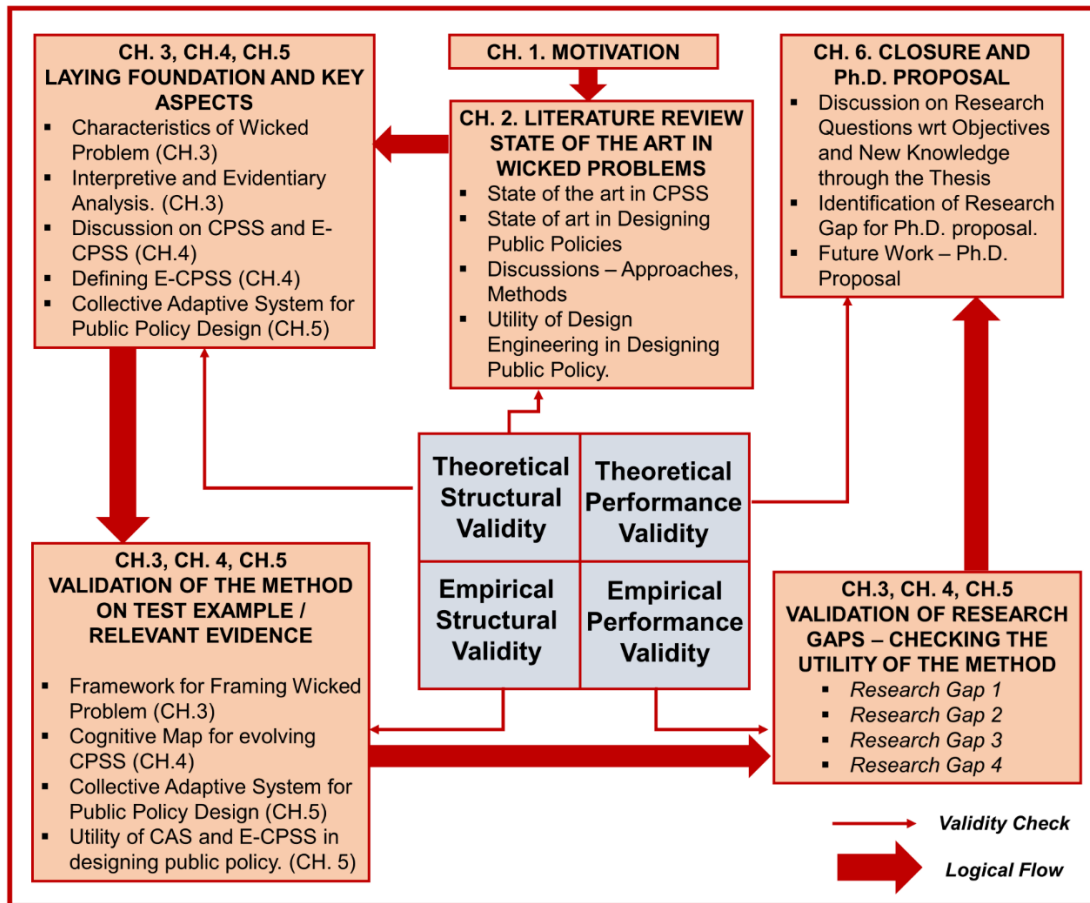 CH. 3, CH.4, CH.5
LAYING FOUNDATION AND KEY
ASPECTS
▪ Characteristics of Wicked
Problem (CH.3)
▪ Interpretive and Evidentiary
Analysis. (CH.3)
▪ Discussion on CPSS and E-
CPSS (CH.4)
▪ Defining E-CPSS (CH.4)
▪ Collective Adaptive System for
Public Policy Design (CH.5)
CH. 1. MOTIVATION
CH. 2. LITERATURE REVIEW
STATE OF THE ART IN
WICKED PROBLEMS
▪ State of the art in CPSS
▪ State of art in Designing
Public Policies
▪ Discussions – Approaches,
Methods
▪ Utility of Design
Engineering in Designing
Public Policy.
CH. 6. CLOSURE AND
Ph.D. PROPOSAL
▪ Discussion on Research
Questions wrt Objectives
and New Knowledge
through the Thesis
▪ Identification of Research
Gap for Ph.D. proposal.
▪ Future Work – Ph.D.
Proposal
Theoretical
Structural
Validity
Theoretical
Performance
Validity
Empirical
Structural
Validity
Empirical
Performance
Validity
CH.3, CH. 4, CH.5
VALIDATION OF THE METHOD
ON TEST EXAMPLE /
RELEVANT EVIDENCE
▪ Framework for Framing Wicked
Problem (CH.3)
▪ Cognitive Map for evolving
CPSS (CH.4)
▪ Collective Adaptive System for
Public Policy Design (CH.5)
▪ Utility of CAS and E-CPSS in
designing public policy. (CH. 5)
CH.3, CH. 4, CH.5
VALIDATION OF RESEARCH
GAPS – CHECKING THE
UTILITY OF THE METHOD
▪ Research Gap 1
▪ Research Gap 2
▪ Research Gap 3
▪ Research Gap 4
Validity Check
Logical Flow